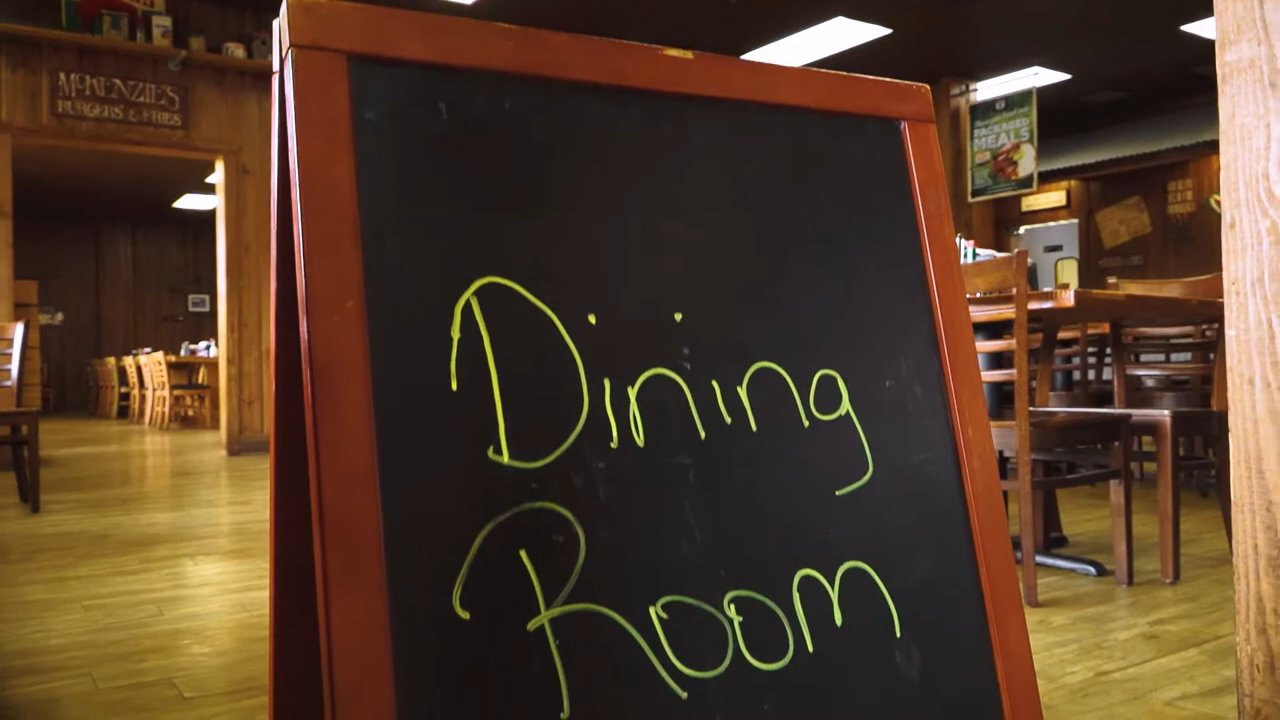 McKENZIE'S
BURGERS & FRIES
PACKAGED
MEALS
Dining
Room